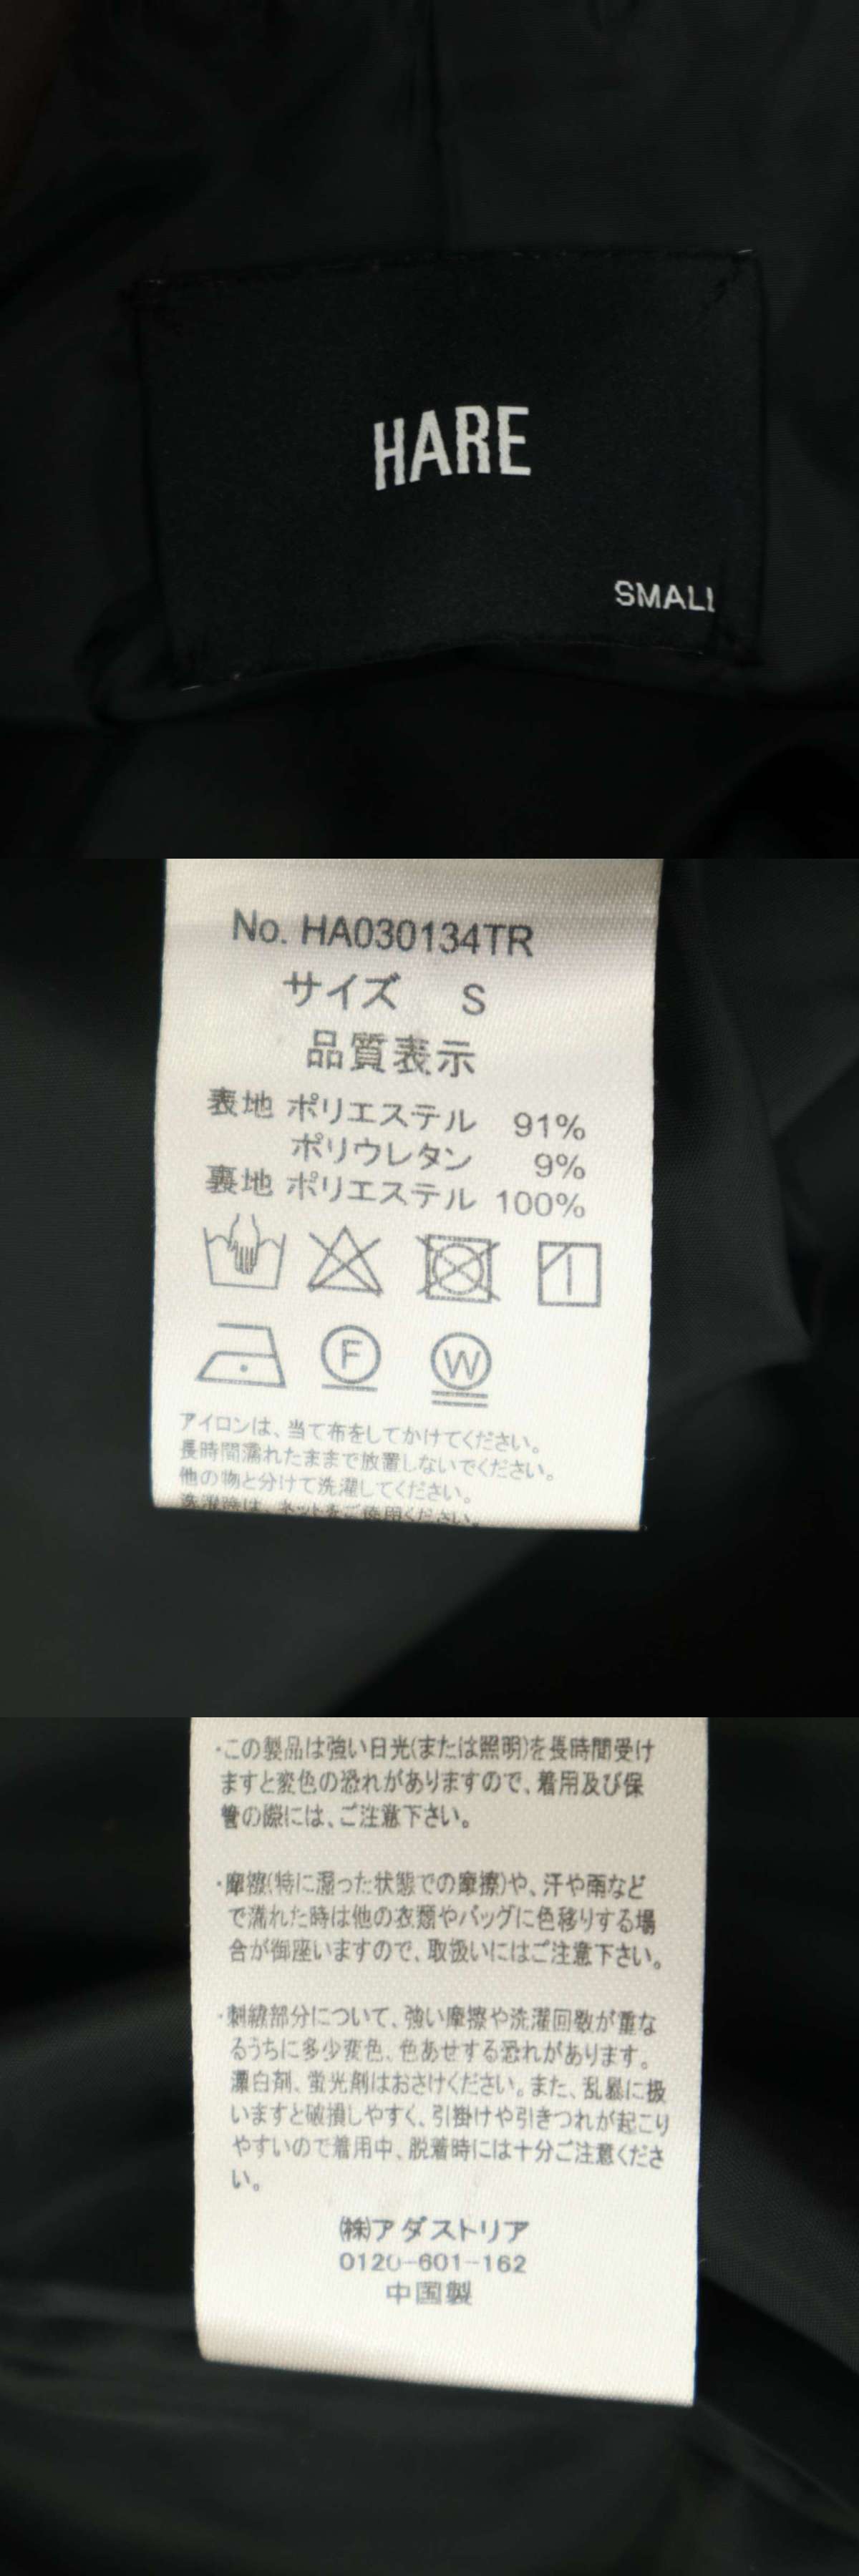 HARE
SMALL
No. HA030134TR
サイズ S
品質表示
表地 ポリエステル 91%
ポリウレタン 9%
裏地 ポリエステル 100%
F
W
アイロンは、当て布をしてかけてください。
長時間濡れたままで放置しないでください。
他の物と分けて洗濯してください。
洗濯際は、ネットをご使用ください。
・この製品は強い日光(または照明)を長時間受け
ますと変色の恐れがありますので、着用及び保
管の際には、ご注意下さい。
・摩擦(特に湿った状態での摩擦)や、汗や雨など
で濡れた時は他の衣類やバッグに色移りする場
合が御座いますので、取扱いにはご注意下さい。
・刺繍部分について、強い摩擦や洗濯回数が重な
るうちに多少変色、色あせする恐れがあります。
漂白剤、蛍光剤はおさけください。また、乱暴に扱
いますと破損しやすく、引掛けや引きつれが起こり
やすいので着用中、脱着時には十分ご注意くださ
い。
㈱アダストリア
0120-601-162
中国製